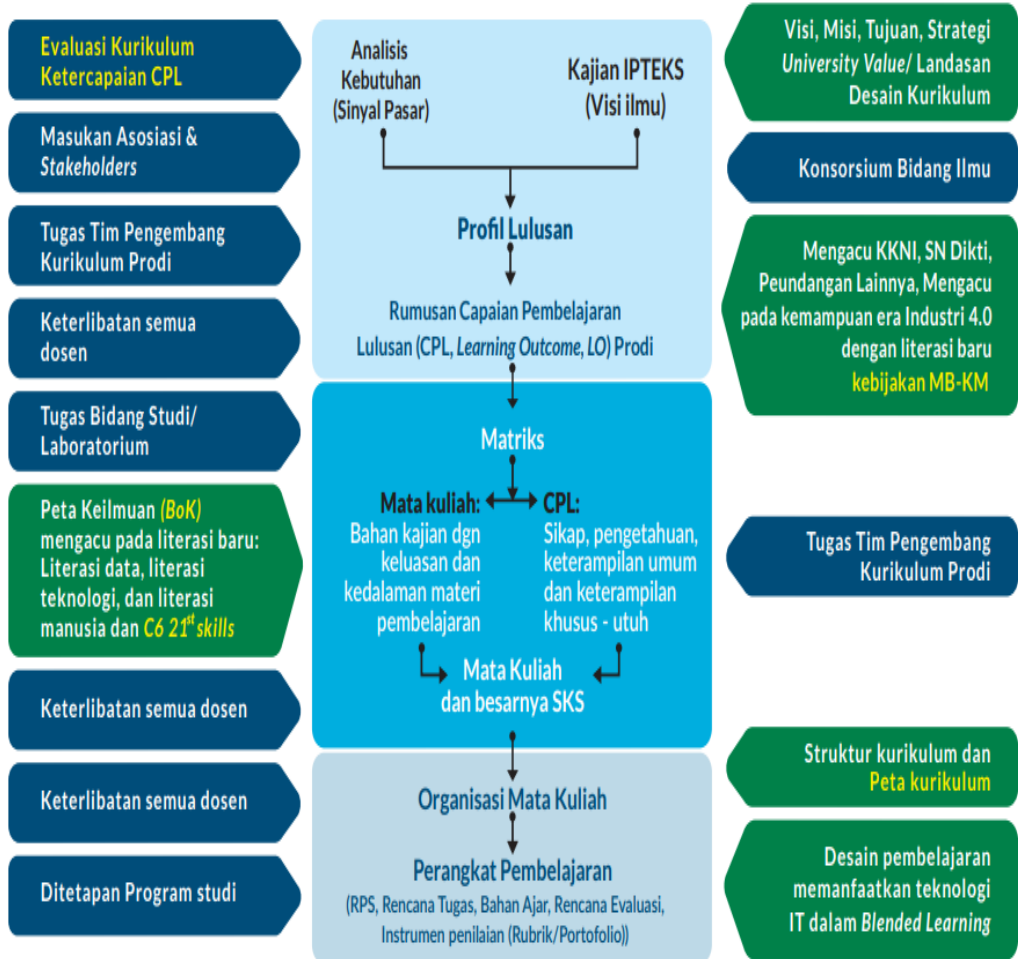 Evaluasi Kurikulum
Ketercapaian CPL
Masukan Asosiasi &
Stakeholders
Tugas Tim Pengembang
Kurikulum Prodi
Keterlibatan semua
dosen
Tugas Bidang Studi/
Laboratorium
Peta Keilmuan (BoK)
mengacu pada literasi baru:
Literasi data, literasi
teknologi, dan literasi
manusia dan C6 21st skills
Keterlibatan semua dosen
Keterlibatan semua dosen
Ditetapan Program studi
Analisis
Kebutuhan
(Sinyal Pasar)
Kajian IPTEKS
(Visi ilmu)
Profil Lulusan
Rumusan Capaian Pembelajaran
Lulusan (CPL, Learning Outcome, LO) Prodi
Matriks
Mata kuliah:
Bahan kajian dgn
keluasan dan
kedalaman materi
pembelajaran
CPL:
Sikap, pengetahuan,
keterampilan umum
dan keterampilan
khusus - utuh
Mata Kuliah
dan besarnya SKS
Organisasi Mata Kuliah
Perangkat Pembelajaran
(RPS, Rencana Tugas, Bahan Ajar, Rencana Evaluasi,
Instrumen penilaian (Rubrik/Portofolio))
Visi, Misi, Tujuan, Strategi
University Value/ Landasan
Desain Kurikulum
Konsorsium Bidang Ilmu
Mengacu KKNI, SN Dikti,
Peundangan Lainnya, Mengacu
pada kemampuan era Industri 4.0
dengan literasi baru
kebijakan MB-KM
Tugas Tim Pengembang
Kurikulum Prodi
Struktur kurikulum dan
Peta kurikulum
Desain pembelajaran
memanfaatkan teknologi
IT dalam Blended Learning